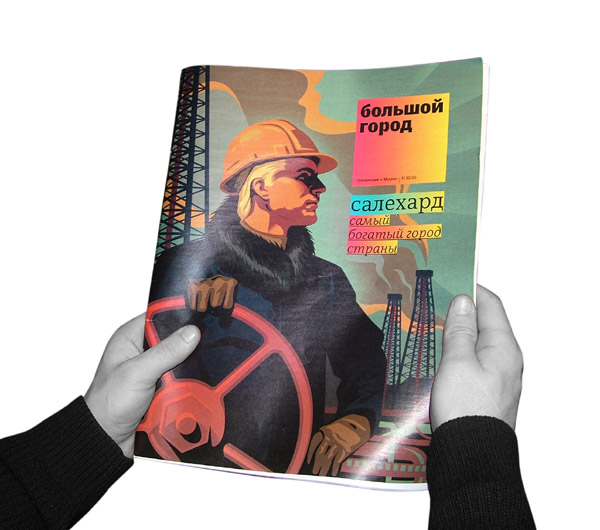 большой
город
салехард
самый
богатый город
страны